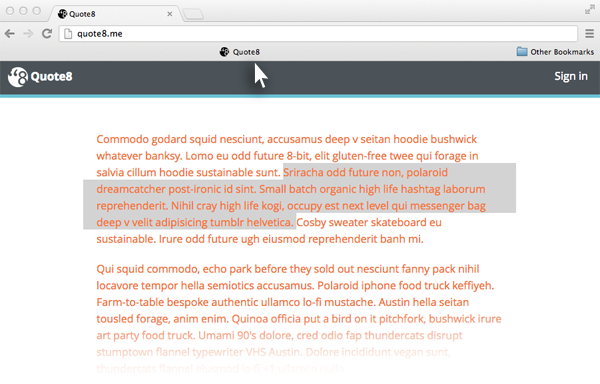 Quote8
quote8.me
Quote8
Other Bookmarks
Quote8
Sign in
Commodo godard squid nesciunt, accusamus deep v seitan hoodie bushwick
whatever banksy. Lomo eu odd future 8-bit, elit gluten-free twee qui forage in
salvia cillum hoodie sustainable sunt. Sriracha odd future non, polaroid
dreamcatcher post-ironic id sint. Small batch organic high life hashtag laborum
reprehenderit. Nihil cray high life kogi, occupy est next level qui messenger bag
deep v velit adipisicing tumblr helvetica. Cosby sweater skateboard eu
sustainable. Irure odd future ugh eiusmod reprehenderit banh mi.
Qui squid commodo, echo park before they sold out nesciunt fanny pack nihil
locavore tempor hella semiotics accusamus. Polaroid iphone food truck keffiyeh.
Farm-to-table bespoke authentic ullamco lo-fi mustache. Austin hella seitan
tousled forage, anim enim. Quinoa officia put a bird on it pitchfork, bushwick irure
art party food truck. Umami 90's dolore, cred odio fap thundercats disrupt
stumptown flannel typewriter VHS Austin. Dolore incididunt vegan sunt,
thundercats flannel eiusmod lo-fi +1 ullamco